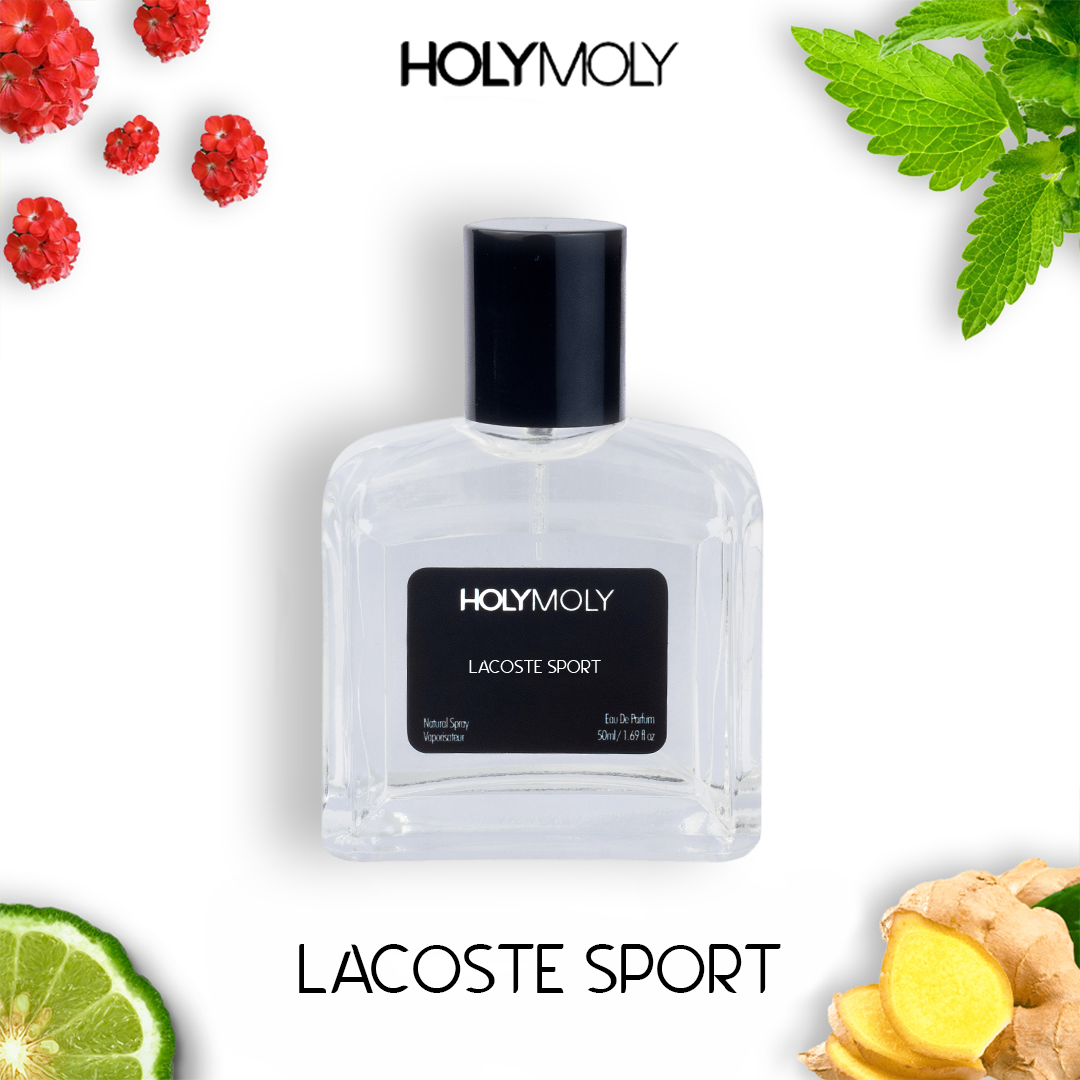 HOLYMOLY
HOLYMOLY
LACOSTE SPORT
Natural Spray
Vaporisateur
Eau De Parfum
50ml / 1.69 fl oz
LACOSTE SPORT